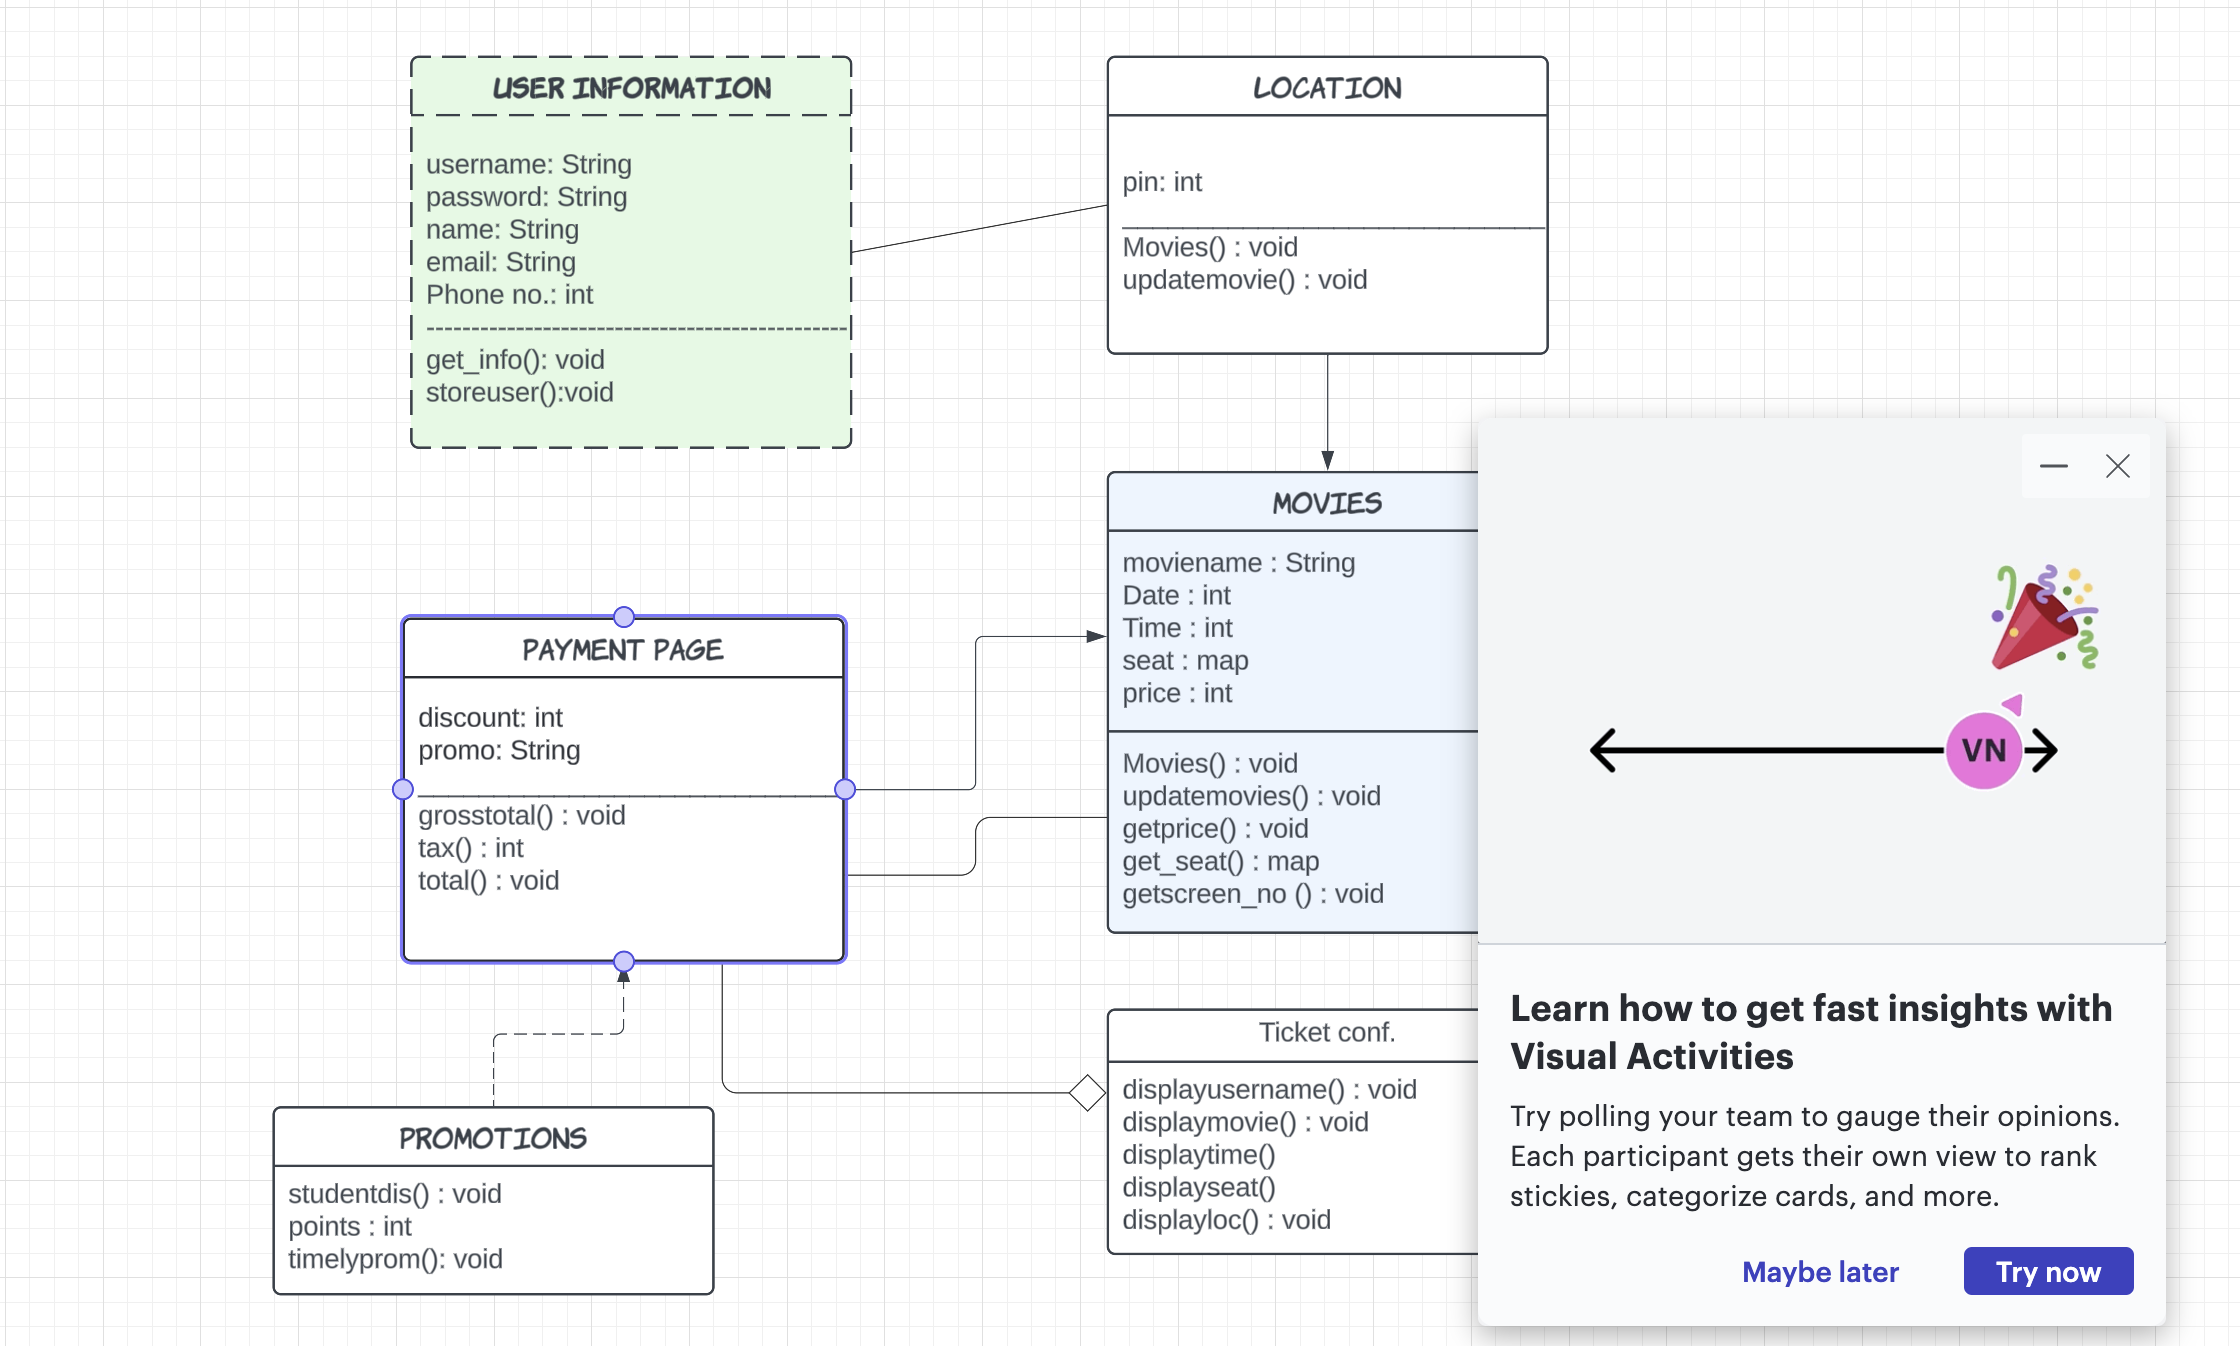 USER INFORMATION
username: String
password: String
name: String
email: String
Phone no.: int
get_info(): void
storeuser():void
LOCATION
pin: int
Movies() : void
updatemovie() : void
MOVIES
moviename : String
Date : int
Time : int
seat : map
price : int
Movies() : void
updatemovies() : void
getprice() : void
get_seat() : map
getscreen_no () : void
PAYMENT PAGE
discount: int
promo: String
grosstotal() : void
tax() : int
total() : void
PROMOTIONS
studentdis() : void
points : int
timelyprom(): void
Ticket conf.
displayusername() : void
displaymovie() : void
displaytime()
displayseat()
displayloc() : void
VN
Learn how to get fast insights with
Visual Activities
Try polling your team to gauge their opinions.
Each participant gets their own view to rank
stickies, categorize cards, and more.
Maybe later
Try now